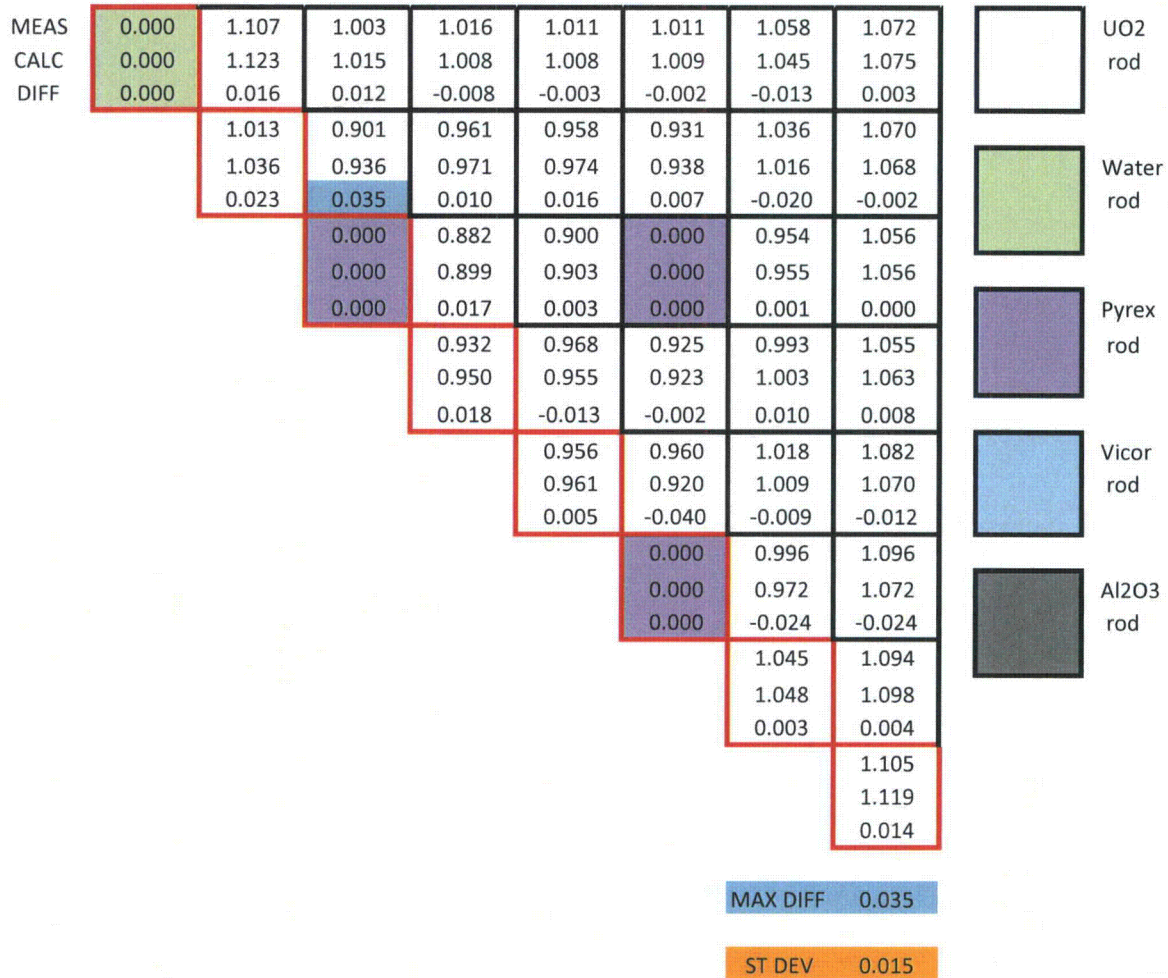 MEAS 0.000 1.107 1.003 1.016 1.011 1.011 1.058 1.072 UO2
CALC 0.000 1.123 1.015 1.008 1.008 1.009 1.045 1.075 rod
DIFF 0.000 0.016 0.012 -0.008 -0.003 -0.002 -0.013 0.003
1.013 0.901 0.961 0.958 0.931 1.036 1.070
1.036 0.936 0.971 0.974 0.938 1.016 1.068 Water
0.023 0.035 0.010 0.016 0.007 -0.020 -0.002 rod
0.000 0.882 0.900 0.000 0.954 1.056
0.000 0.899 0.903 0.000 0.955 1.056
0.000 0.017 0.003 0.000 0.001 0.000 Pyrex
0.932 0.968 0.925 0.993 1.055 rod
0.950 0.955 0.923 1.003 1.063
0.018 -0.013 -0.002 0.010 0.008
0.956 0.960 1.018 1.082 Vicor
0.961 0.920 1.009 1.070 rod
0.005 -0.040 -0.009 -0.012
0.000 0.996 1.096
0.000 0.972 1.072 Al2O3
0.000 -0.024 -0.024 rod
1.045 1.094
1.048 1.098
0.003 0.004
1.105
1.119
0.014
MAX DIFF 0.035
ST DEV 0.015